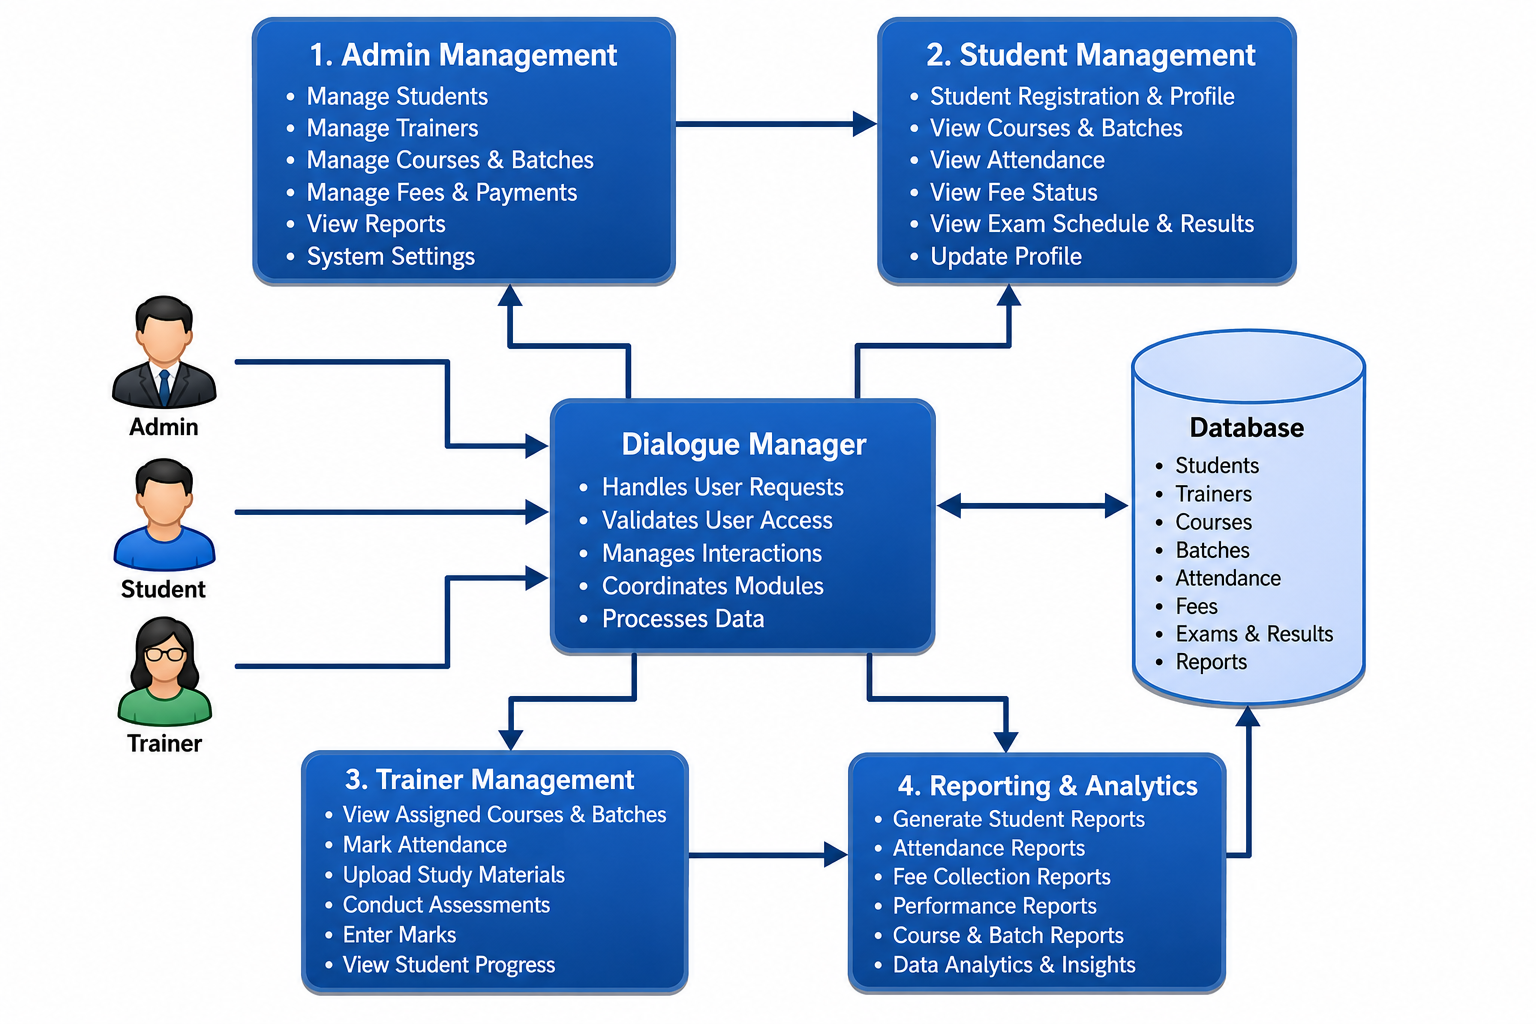 1. Admin Management
• Manage Students
• Manage Trainers
• Manage Courses & Batches
• Manage Fees & Payments
• View Reports
• System Settings
2. Student Management
• Student Registration & Profile
• View Courses & Batches
• View Attendance
• View Fee Status
• View Exam Schedule & Results
• Update Profile
Admin
Student
Trainer
Dialogue Manager
• Handles User Requests
• Validates User Access
• Manages Interactions
• Coordinates Modules
• Processes Data
Database
• Students
• Trainers
• Courses
• Batches
• Attendance
• Fees
• Exams & Results
• Reports
3. Trainer Management
• View Assigned Courses & Batches
• Mark Attendance
• Upload Study Materials
• Conduct Assessments
• Enter Marks
• View Student Progress
4. Reporting & Analytics
• Generate Student Reports
• Attendance Reports
• Fee Collection Reports
• Performance Reports
• Course & Batch Reports
• Data Analytics & Insights